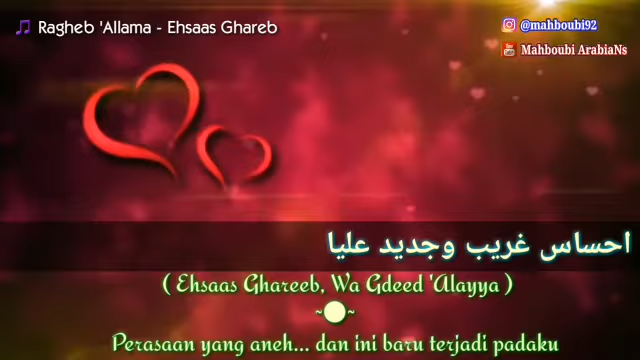 🎵 Ragheb 'Allama - Ehsaas Ghareb
@mahboubi92
Mahboubi ArabiaNs
احساس غريب وجديد عليا
( Ehsaas Ghareeb, Wa Gdeed 'Alayya )
~●~
Perasaan yang aneh... dan ini baru terjadi padaku